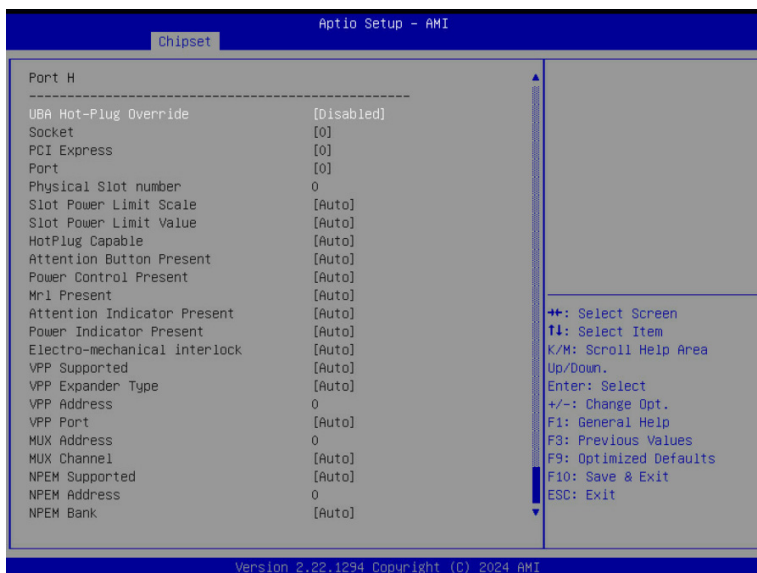 Aptio Setup - AMI
Chipset
Port H
--------------------------------------------------
UBA Hot-Plug Override [Disabled]
Socket [0]
PCI Express [0]
Port [0]
Physical Slot number 0
Slot Power Limit Scale [Auto]
Slot Power Limit Value [Auto]
HotPlug Capable [Auto]
Attention Button Present [Auto]
Power Control Present [Auto]
Mrl Present [Auto]
Attention Indicator Present [Auto]
Power Indicator Present [Auto]
Electro-mechanical interlock [Auto]
VPP Supported [Auto]
VPP Expander Type [Auto]
VPP Address 0
VPP Port [Auto]
MUX Address 0
MUX Channel [Auto]
NPEM Supported [Auto]
NPEM Address 0
NPEM Bank [Auto]
→←: Select Screen
↑↓: Select Item
K/M: Scroll Help Area
Up/Down.
Enter: Select
+/-: Change Opt.
F1: General Help
F3: Previous Values
F9: Optimized Defaults
F10: Save & Exit
ESC: Exit
Version 2.22.1294 Copyright (C) 2024 AMI